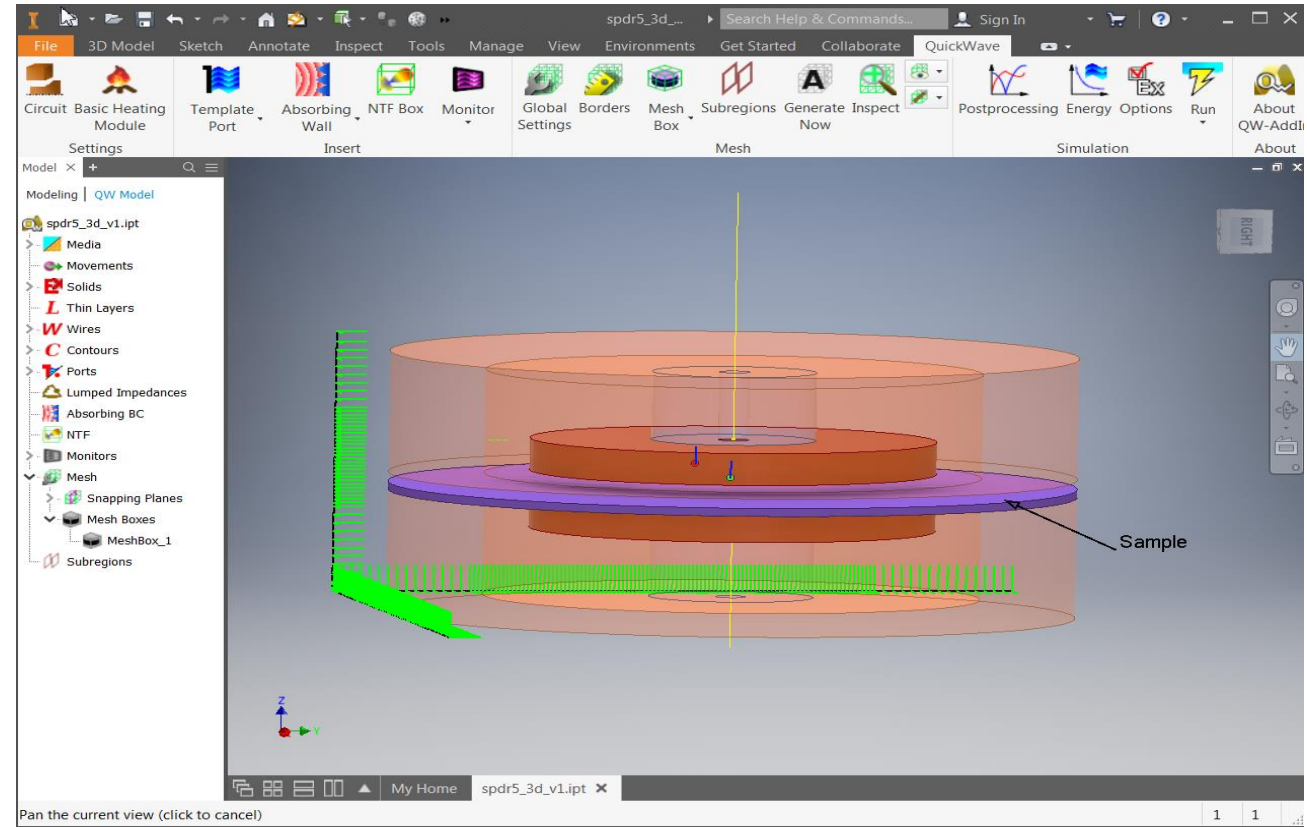 spdr5_3d_... Search Help & Commands... Sign In
File 3D Model Sketch Annotate Inspect Tools Manage View Environments Get Started Collaborate QuickWave
Circuit Basic Heating Module Template Port Absorbing Wall NTF Box Monitor Global Settings Borders Mesh Box Subregions Generate Now Inspect Postprocessing Energy Options Run About QW-AddI
Settings Insert Mesh Simulation About
Model
Modeling QW Model
spdr5_3d_v1.ipt
Media
Movements
Solids
Thin Layers
Wires
Contours
Ports
Lumped Impedances
Absorbing BC
NTF
Monitors
Mesh
Snapping Planes
Mesh Boxes
MeshBox_1
Subregions
RIGHT
Sample
Z
Y
My Home spdr5_3d_v1.ipt
Pan the current view (click to cancel) 1 1